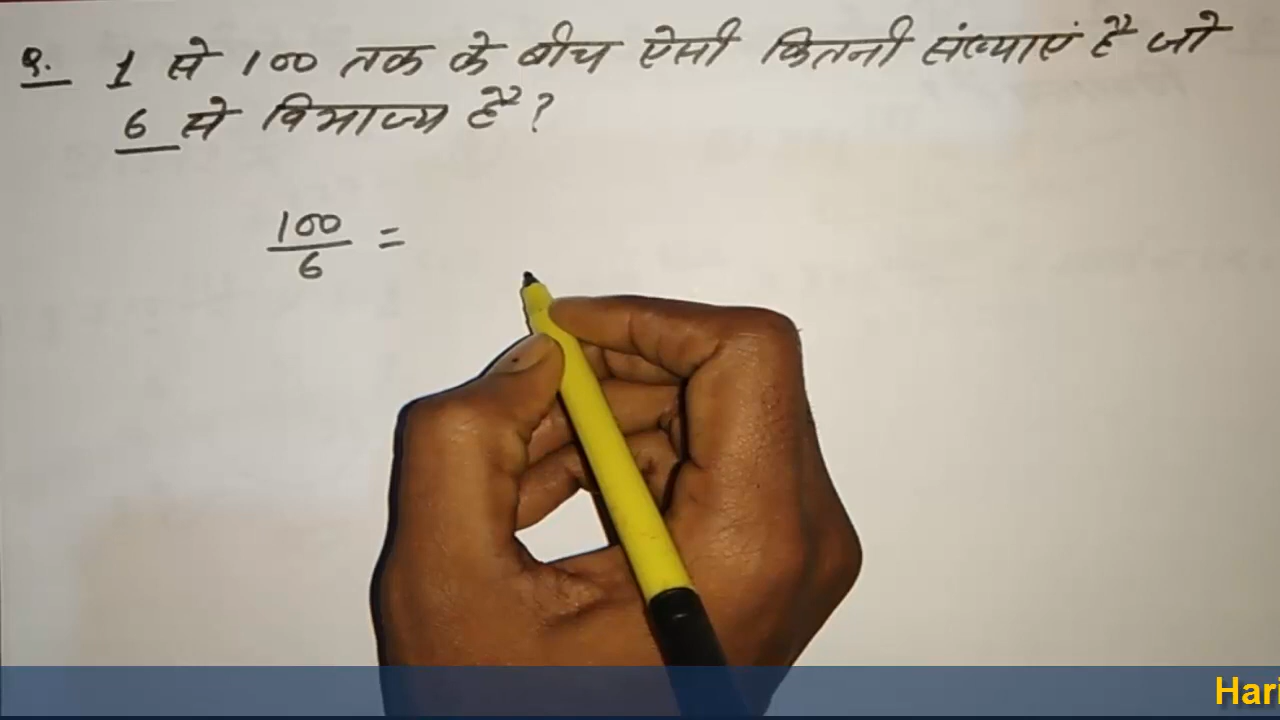 Q. 1 से 100 तक के बीच ऐसी कितनी संख्याएं है जो
6 से विभाज्य है ?
100
6
=
Hari